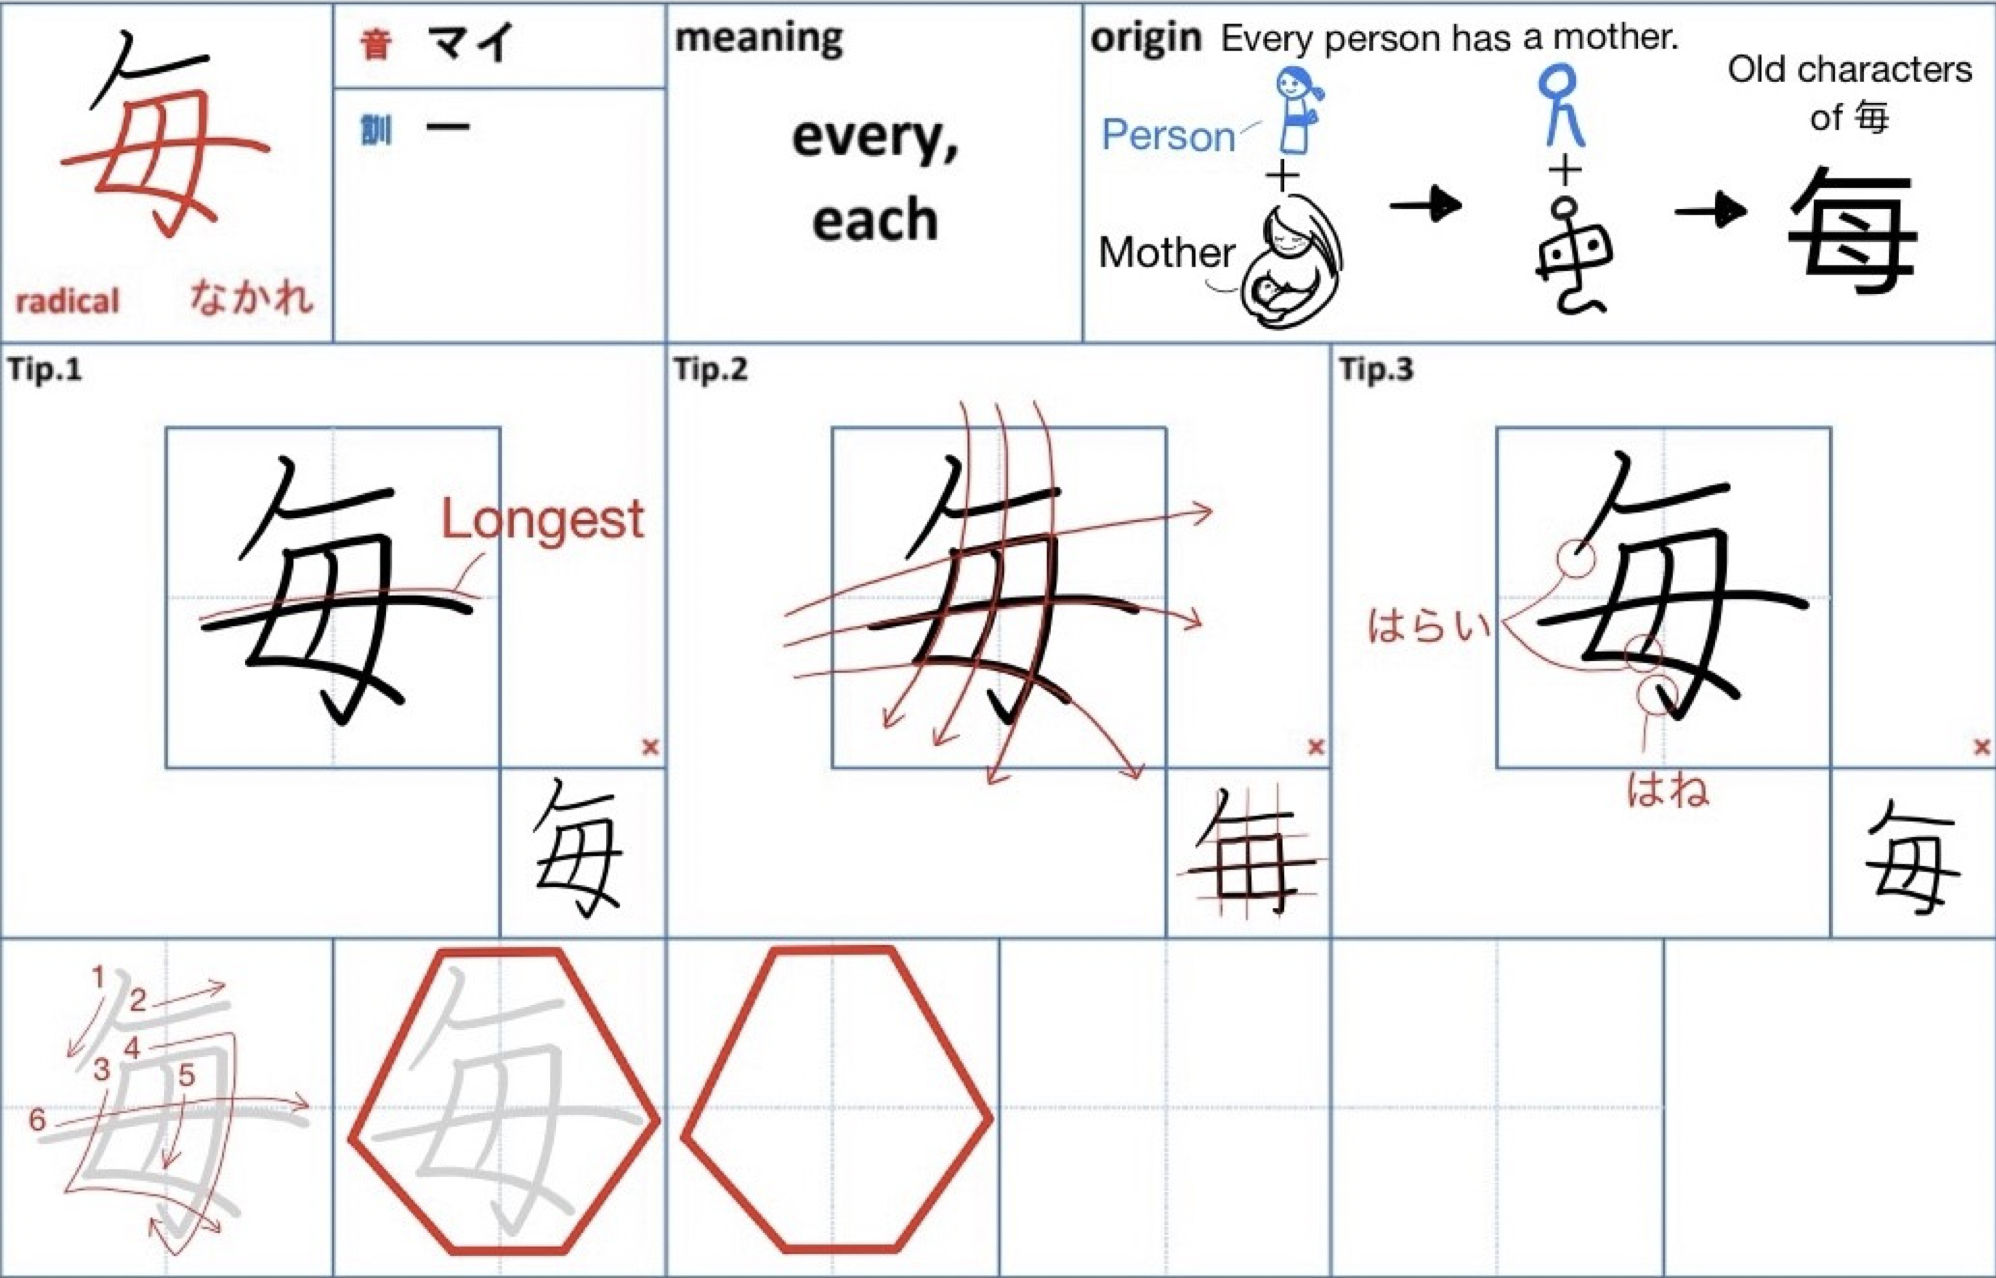 毎
radical なかれ
音 マイ
訓 ー
meaning
every,
each
origin Every person has a mother.
Person
+
Mother
+
Old characters
of 毎
每
Tip.1
毎
Longest
×
毎
Tip.2
毎
×
毎
Tip.3
毎
はらい
はね
×
毎
1
2
3
4
5
6
毎
毎